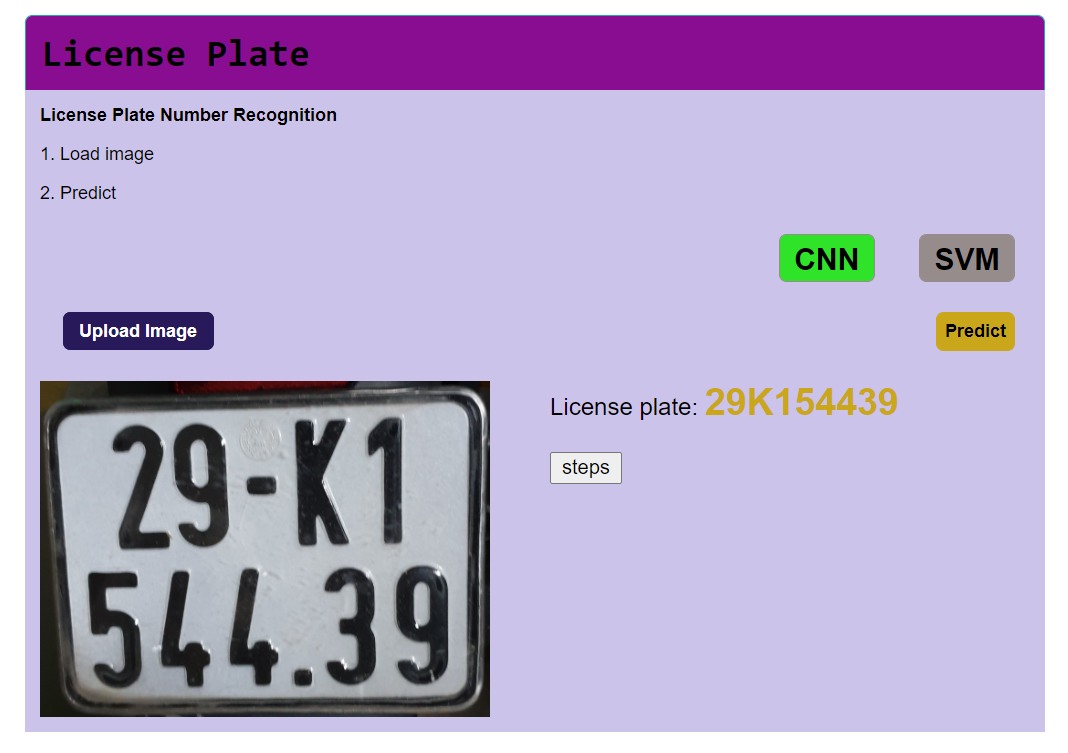 License Plate
License Plate Number Recognition
1. Load image
2. Predict
CNN SVM
Upload Image Predict
29-K1
544.39
License plate: 29K154439
steps